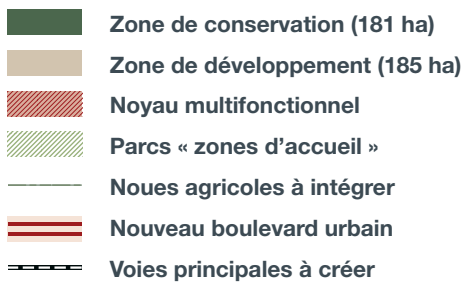 Zone de conservation (181 ha)
Zone de développement (185 ha)
Noyau multifonctionnel
Parcs « zones d’accueil »
Noues agricoles à intégrer
Nouveau boulevard urbain
Voies principales à créer